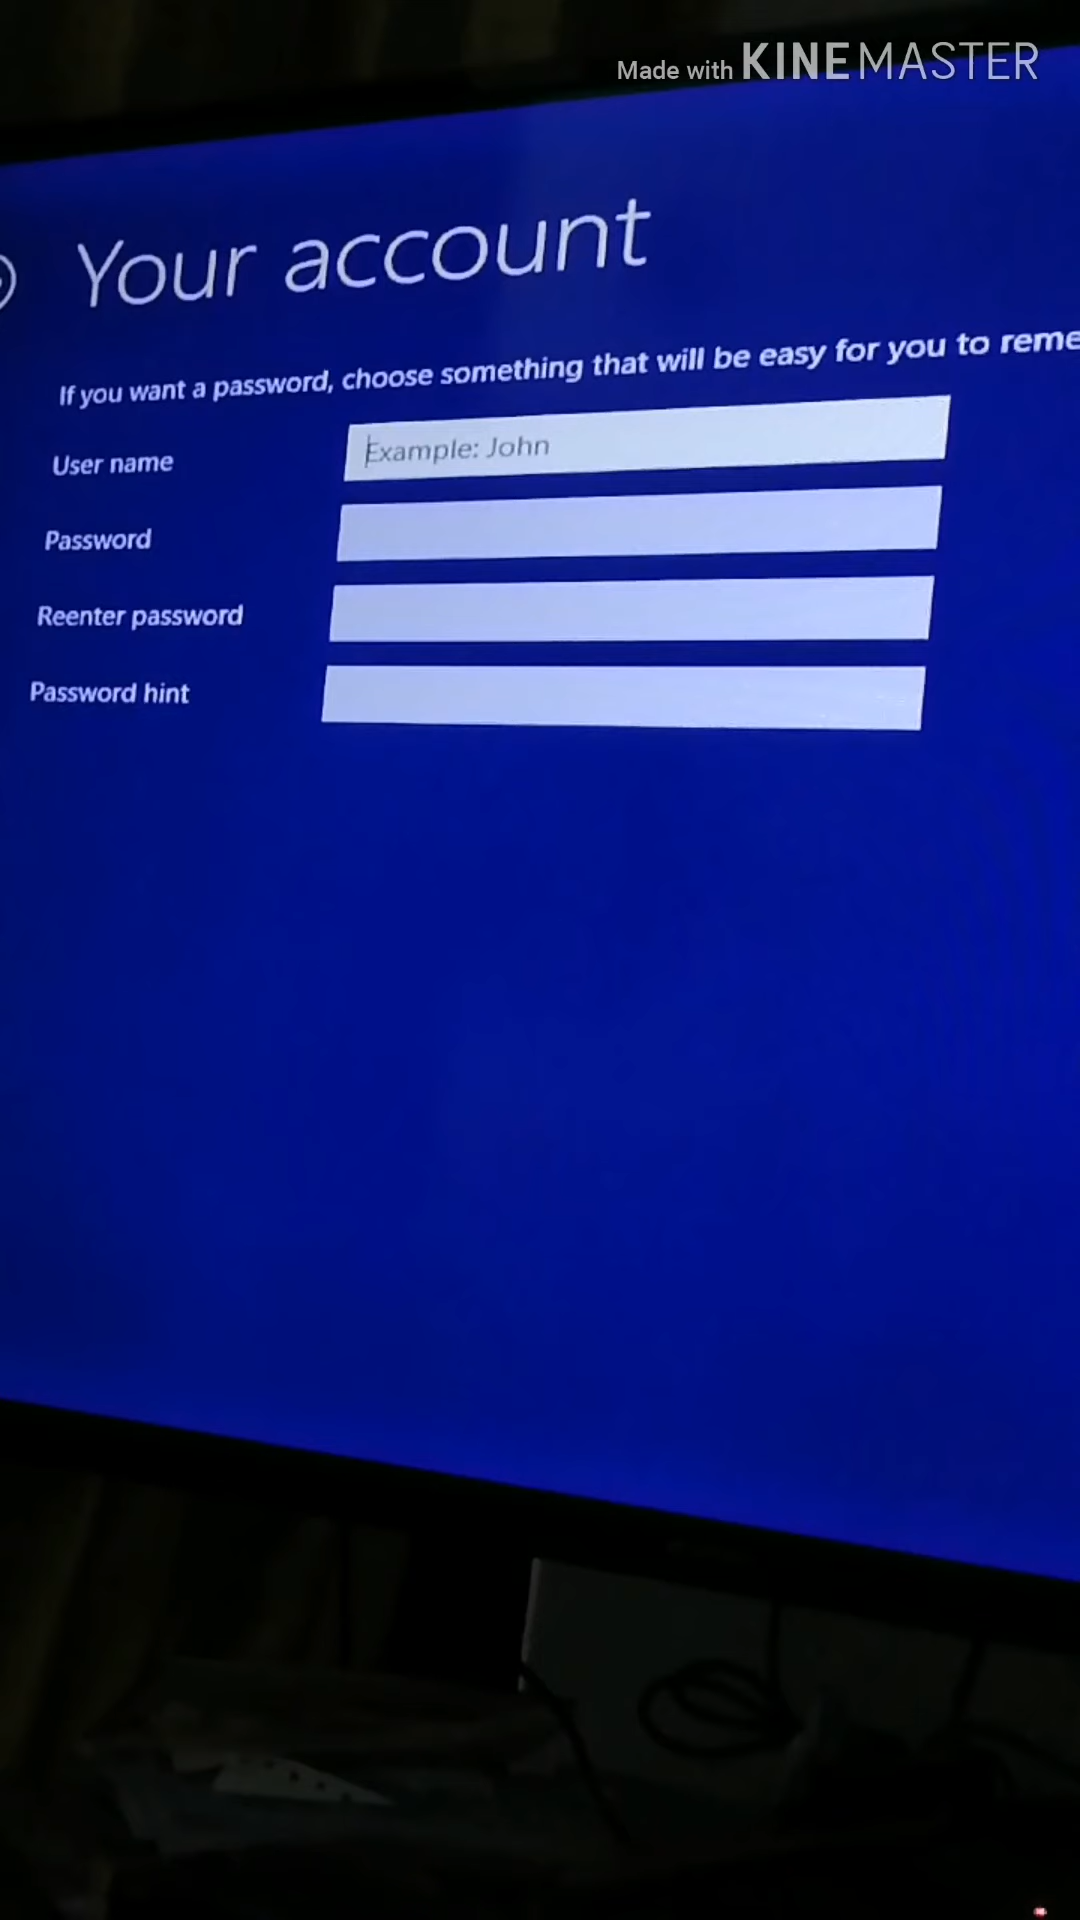 Made with KINEMASTER
Your account
If you want a password, choose something that will be easy for you to reme
User name
Example: John
Password
Reenter password
Password hint